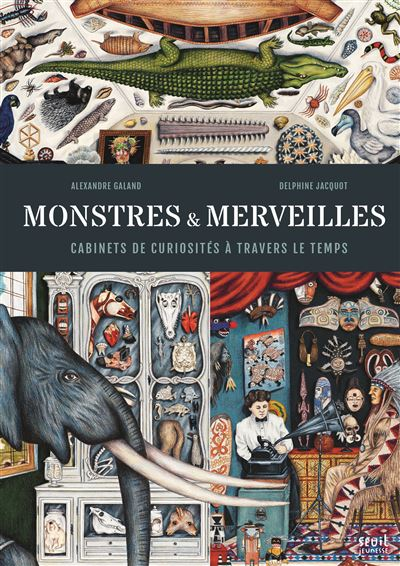 ALEXANDRE GALAND
DELPHINE JACQUOT
MONSTRES & MERVEILLES
CABINETS DE CURIOSITÉS À TRAVERS LE TEMPS
SEUIL
JEUNESSE